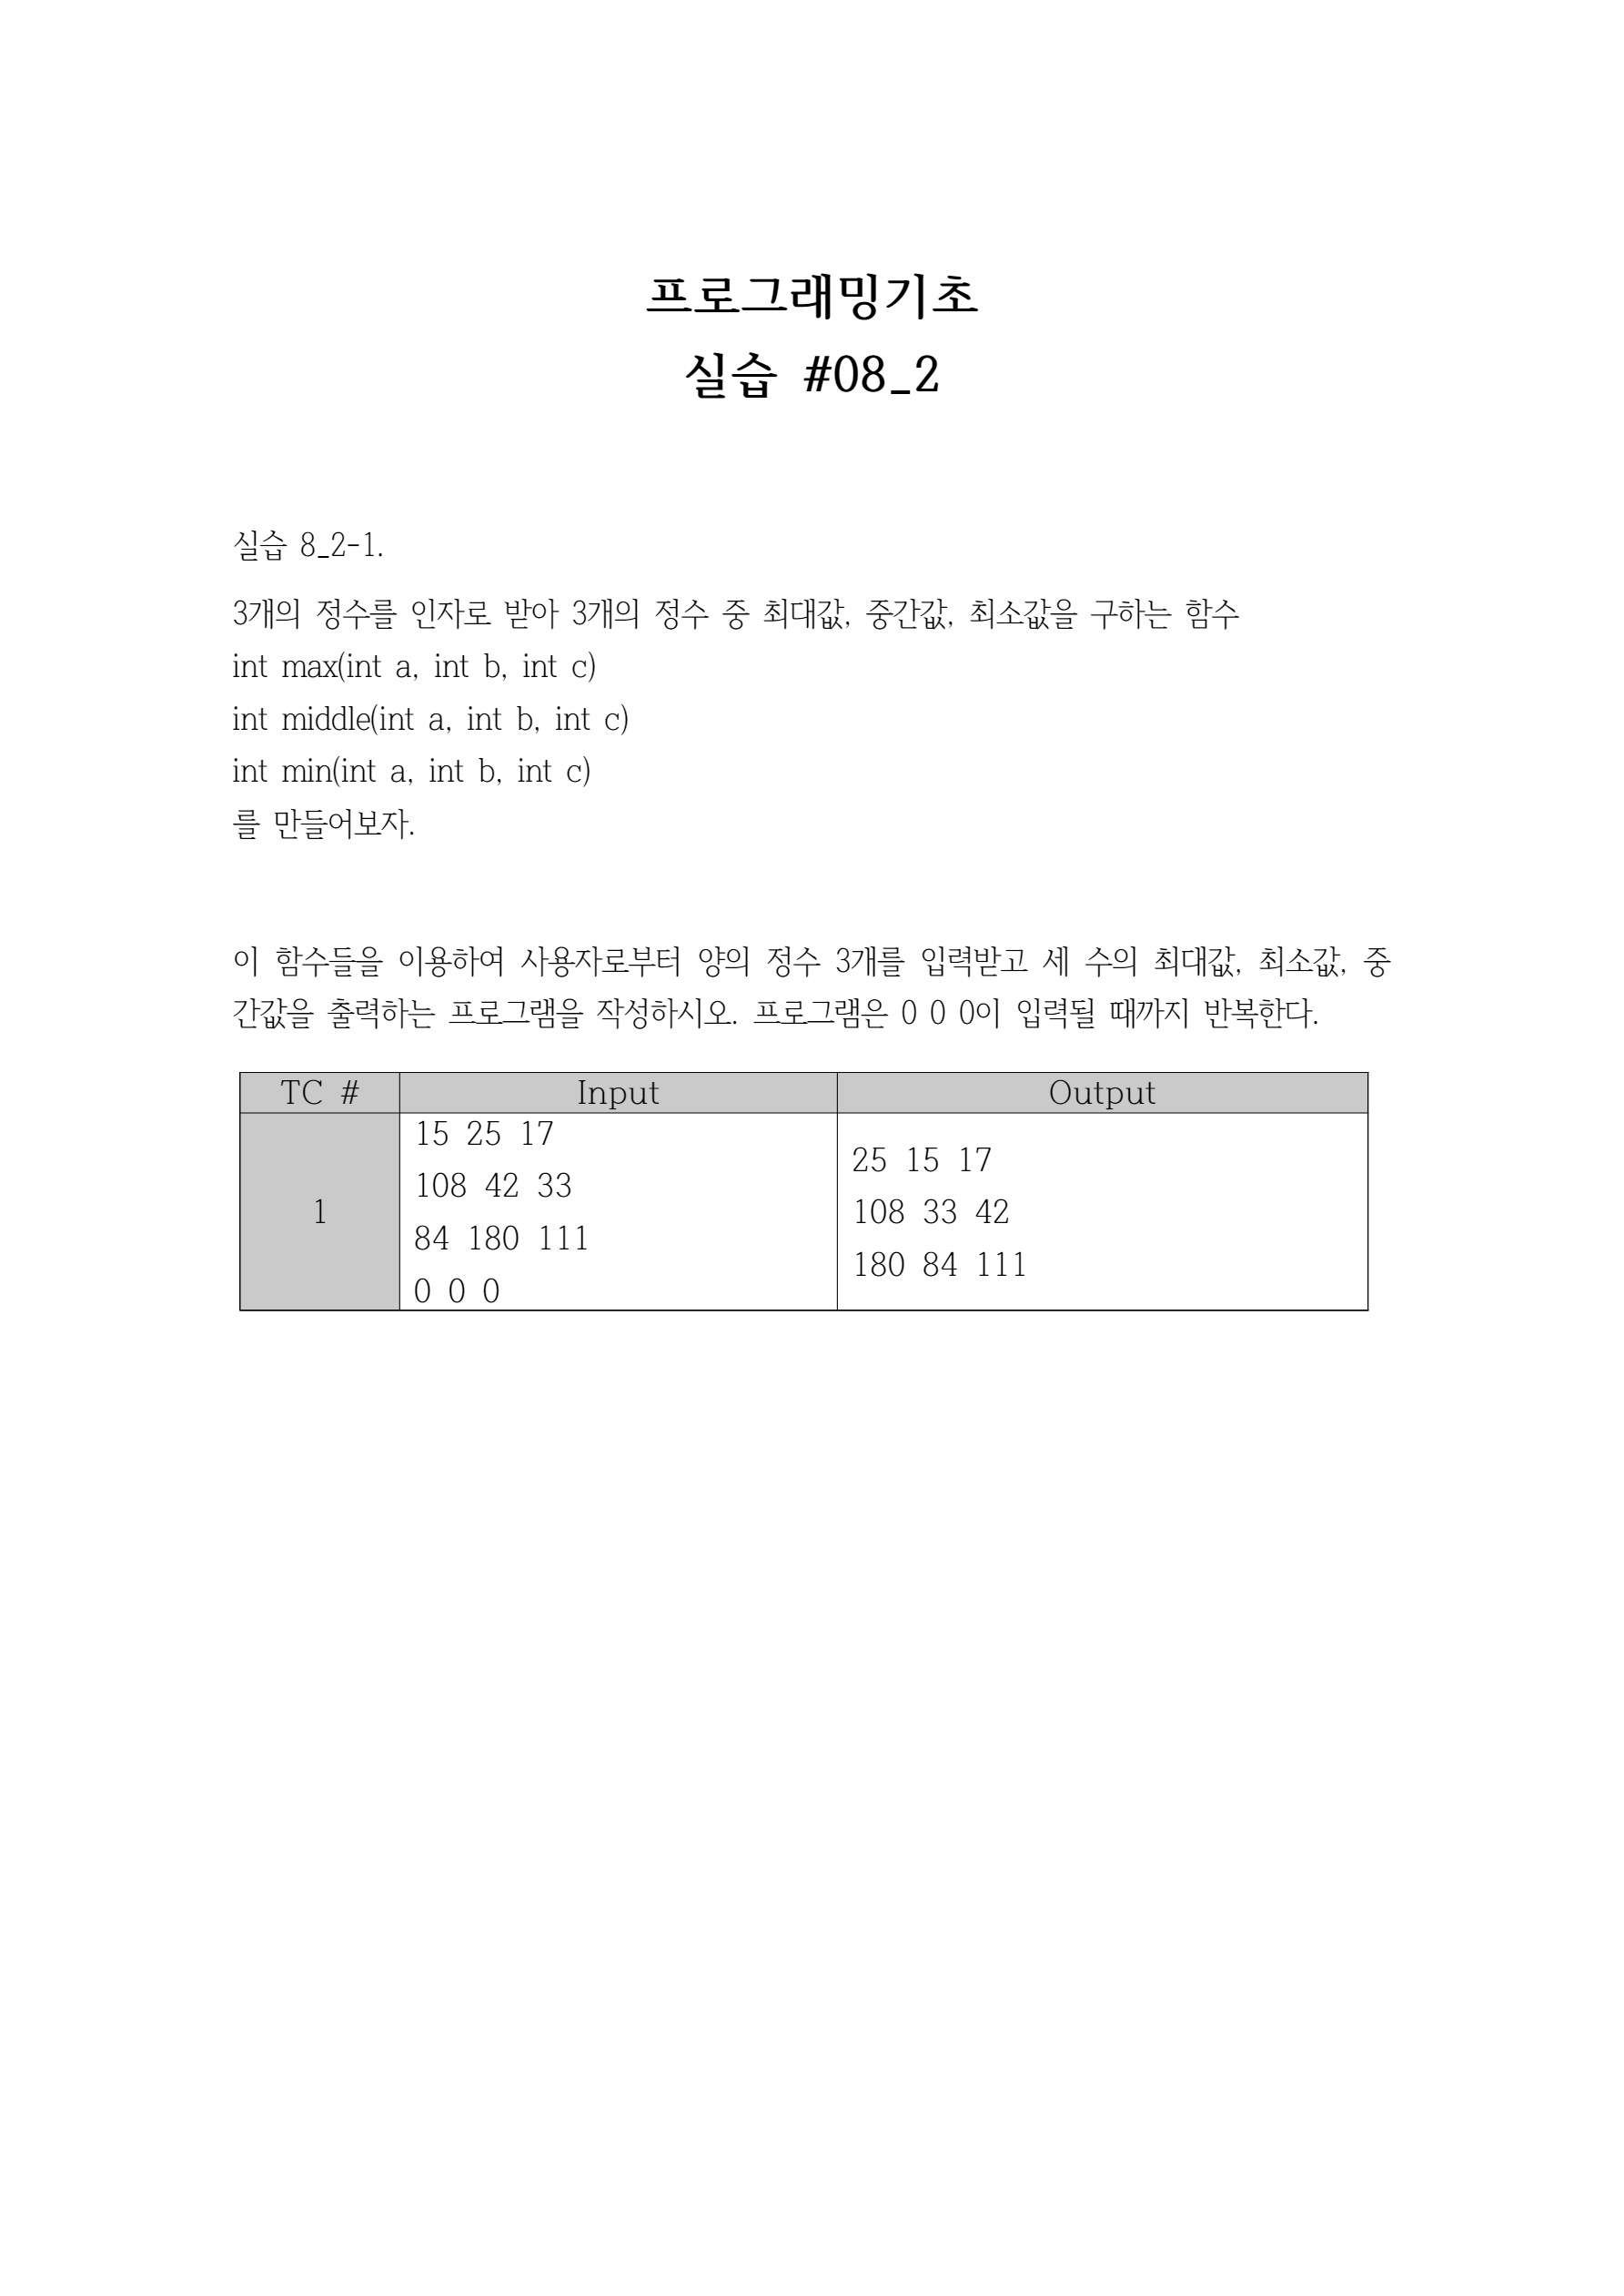 프로그래밍기초
실습 #08_2
실습 8_2-1.
3개의 정수를 인자로 받아 3개의 정수 중 최대값, 중간값, 최소값을 구하는 함수
int max(int a, int b, int c)
int middle(int a, int b, int c)
int min(int a, int b, int c)
를 만들어보자.
이 함수들을 이용하여 사용자로부터 양의 정수 3개를 입력받고 세 수의 최대값, 최소값, 중
간값을 출력하는 프로그램을 작성하시오. 프로그램은 0 0 0이 입력될 때까지 반복한다.
TC # Input Output
1
15 25 17
108 42 33
84 180 111
0 0 0
25 15 17
108 33 42
180 84 111